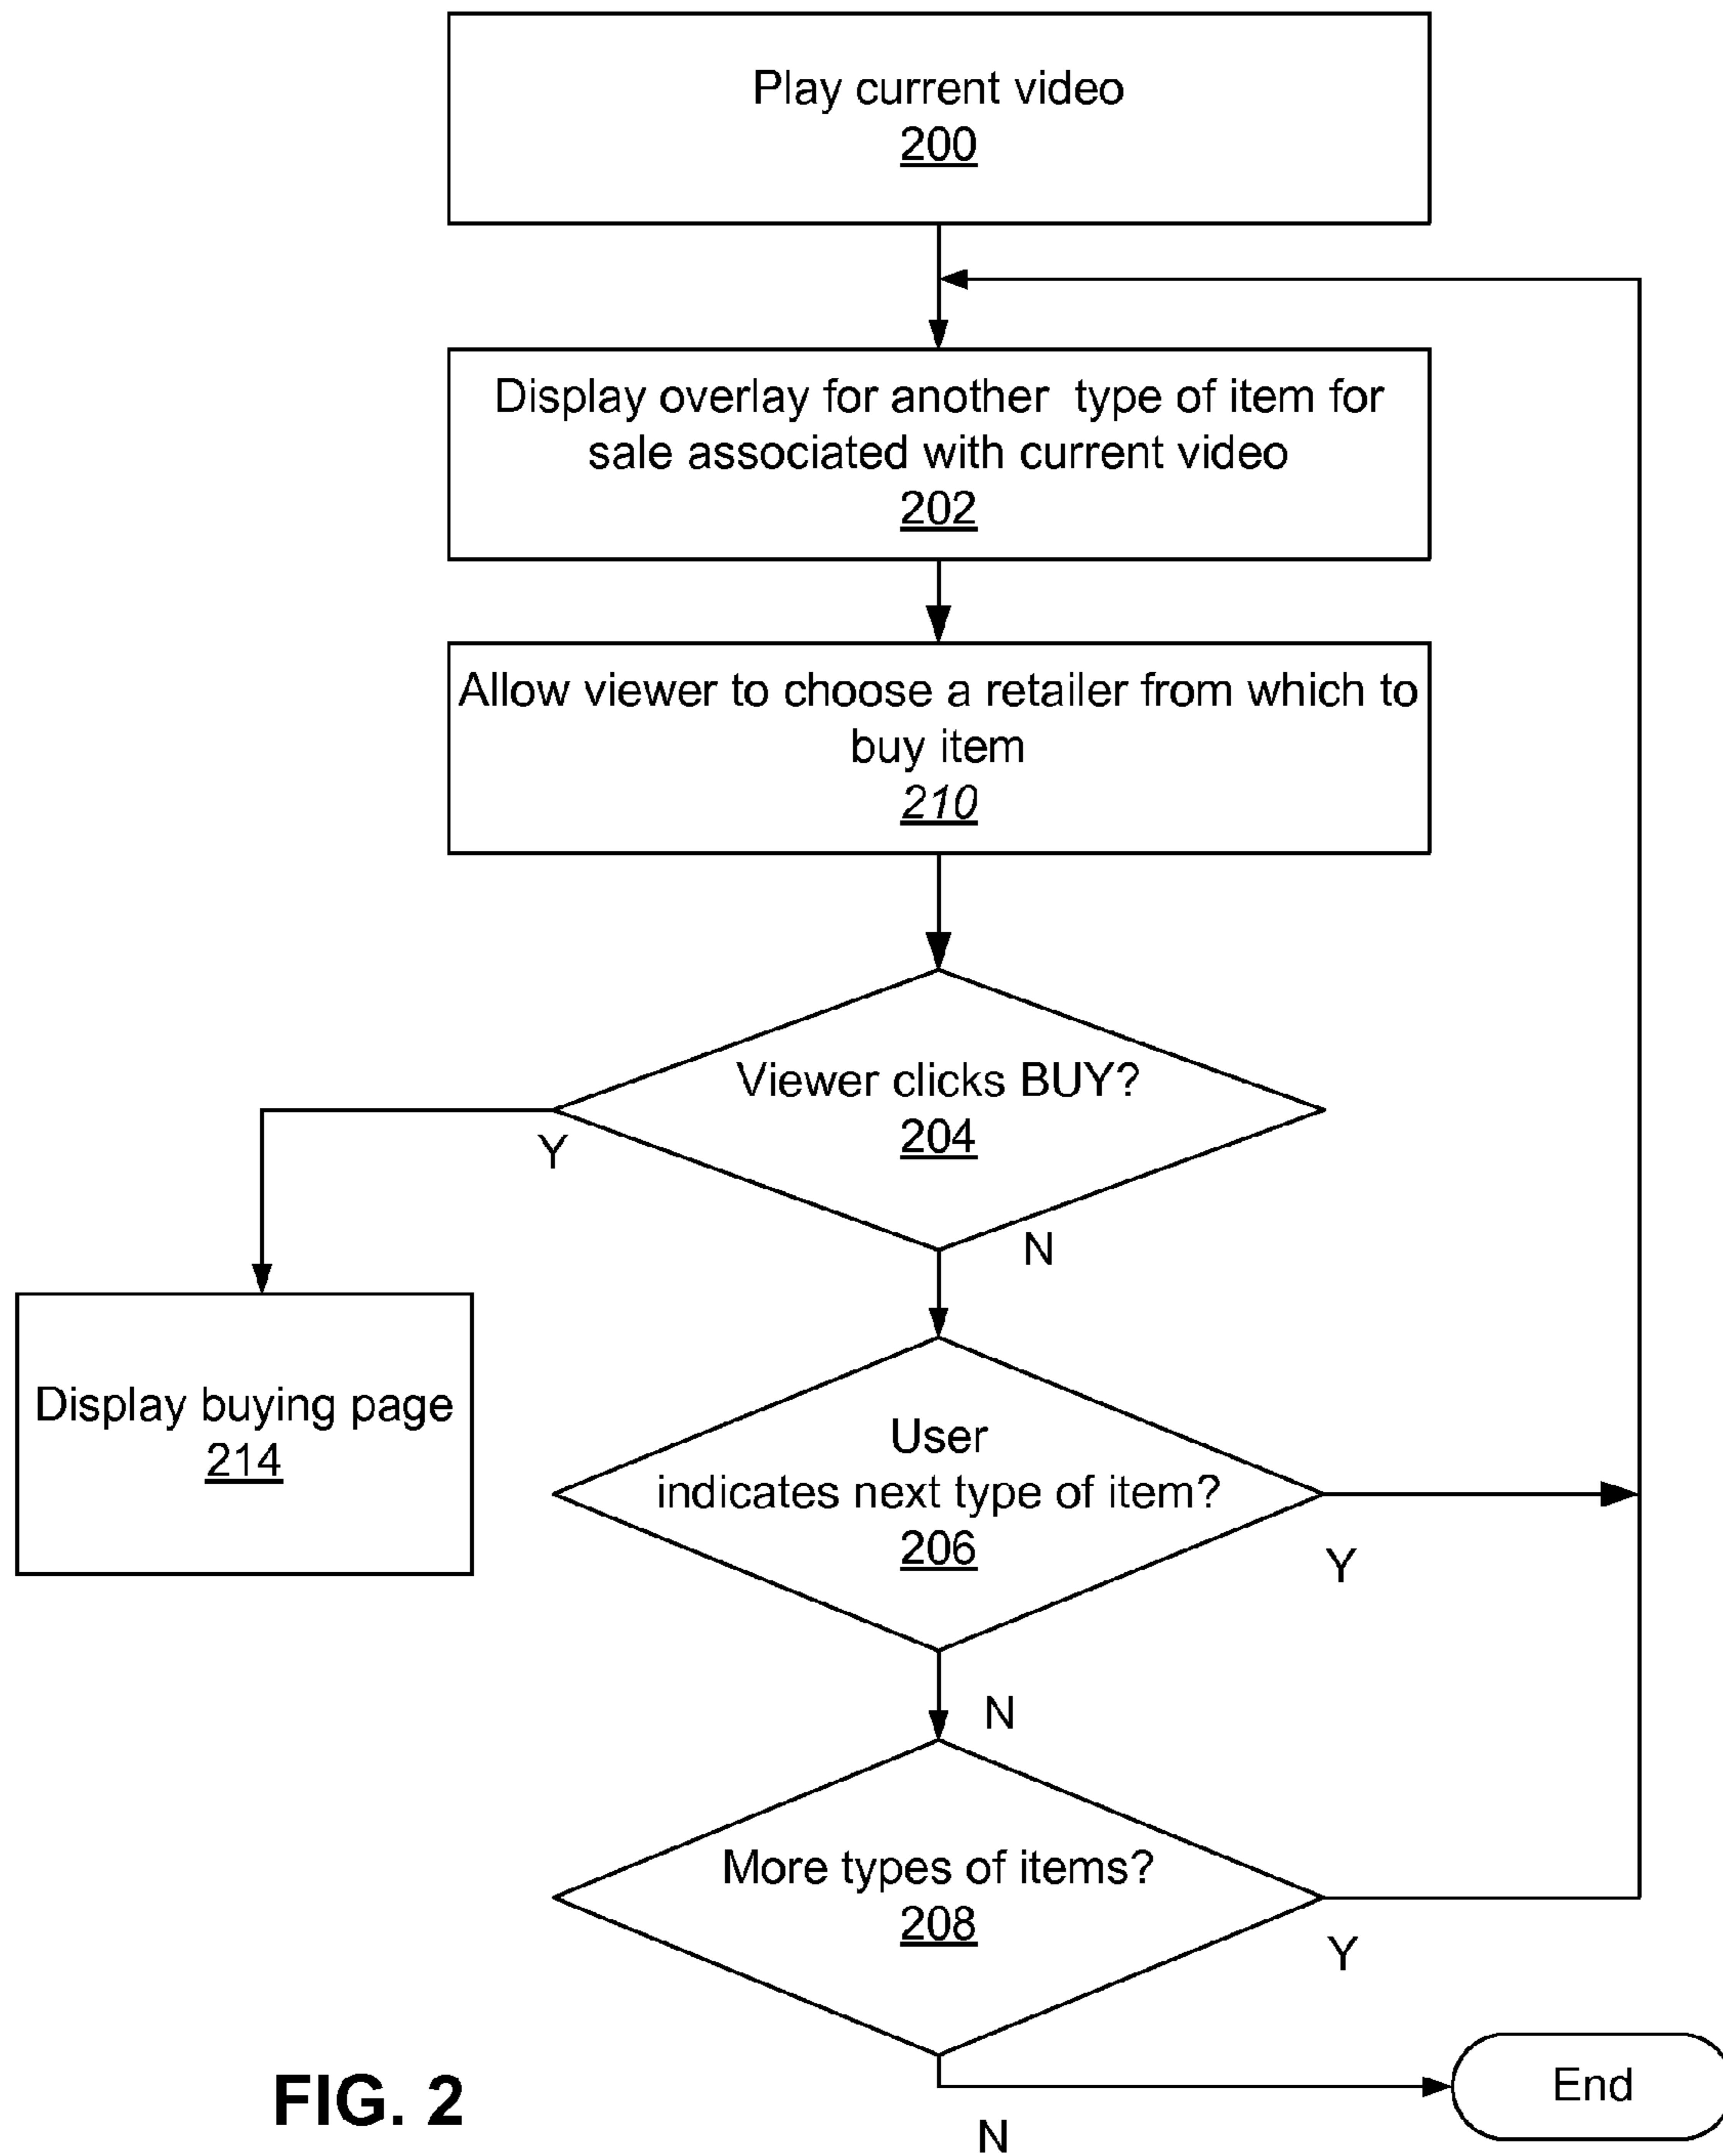 Play current video
200
Display overlay for another type of item for
sale associated with current video
202
Allow viewer to choose a retailer from which to
buy item
210
Viewer clicks BUY?
204
Y
N
Display buying page
214
User
indicates next type of item?
206
Y
N
More types of items?
208
Y
End
N
FIG. 2